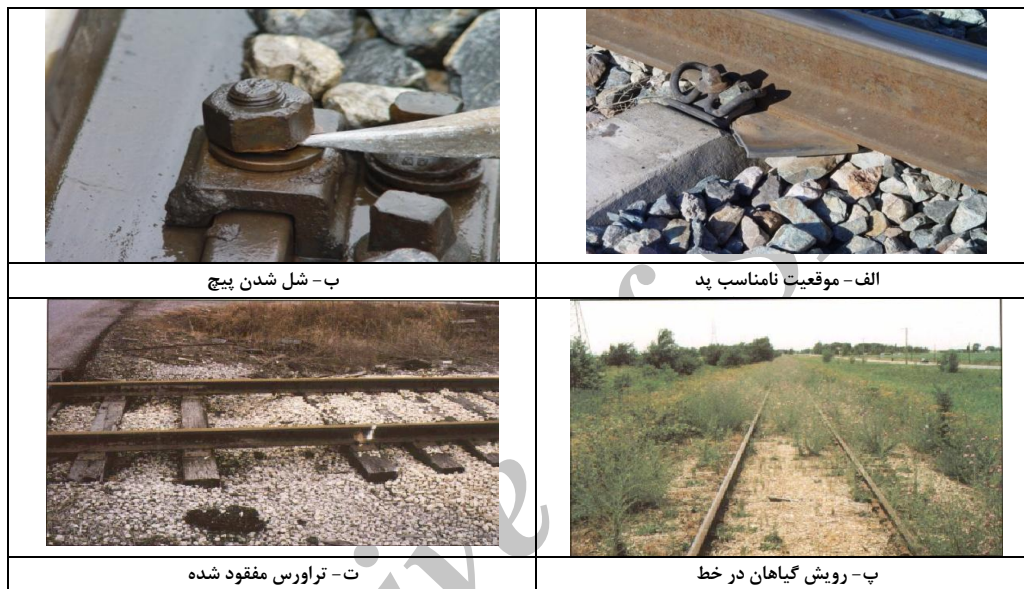 الف- موقعیت نامناسب پد
ب- شل شدن پیچ
پ- رویش گیاهان در خط
ت- تراورس مفقود شده